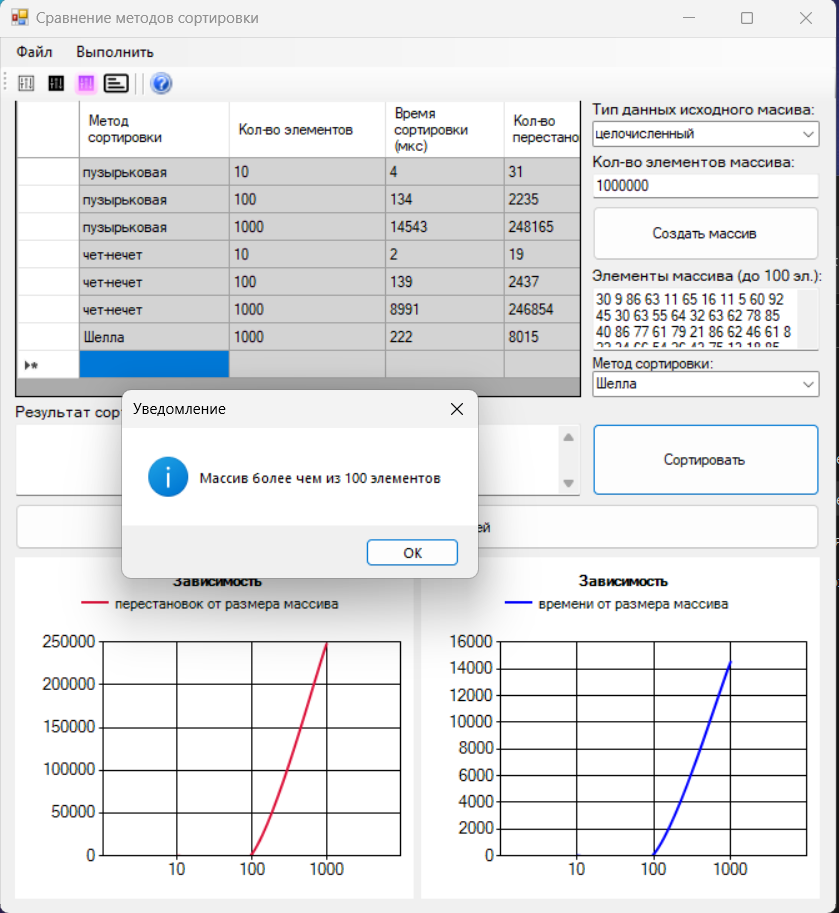 Сравнение методов сортировки
Файл Выполнить
Метод сортировки Кол-во элементов Время сортировки (мкс) Кол-во перестано
пузырьковая 10 4 31
пузырьковая 100 134 2235
пузырьковая 1000 14543 248165
чет-нечет 10 2 19
чет-нечет 100 139 2437
чет-нечет 1000 8991 246854
Шелла 1000 222 8015
Тип данных исходного масива:
целочисленный
Кол-во элементов массива:
1000000
Создать массив
Элементы массива (до 100 эл.):
30 9 86 63 11 65 16 11 5 60 92
45 30 63 55 64 32 63 62 78 85
40 86 77 61 79 21 86 62 46 61 8
Метод сортировки:
Шелла
Сортировать
Результат сор
Уведомление
Массив более чем из 100 элементов
ОК
ей
Зависимость
перестановок от размера массива
250000
200000
150000
100000
50000
0
10 100 1000
Зависимость
времени от размера массива
16000
14000
12000
10000
8000
6000
4000
2000
0
10 100 1000